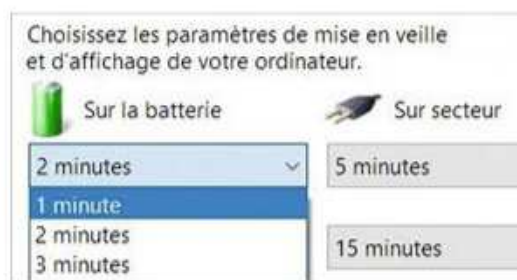 Choisissez les paramètres de mise en veille
et d'affichage de votre ordinateur.
Sur la batterie
Sur secteur
2 minutes
5 minutes
1 minute
2 minutes
3 minutes
15 minutes